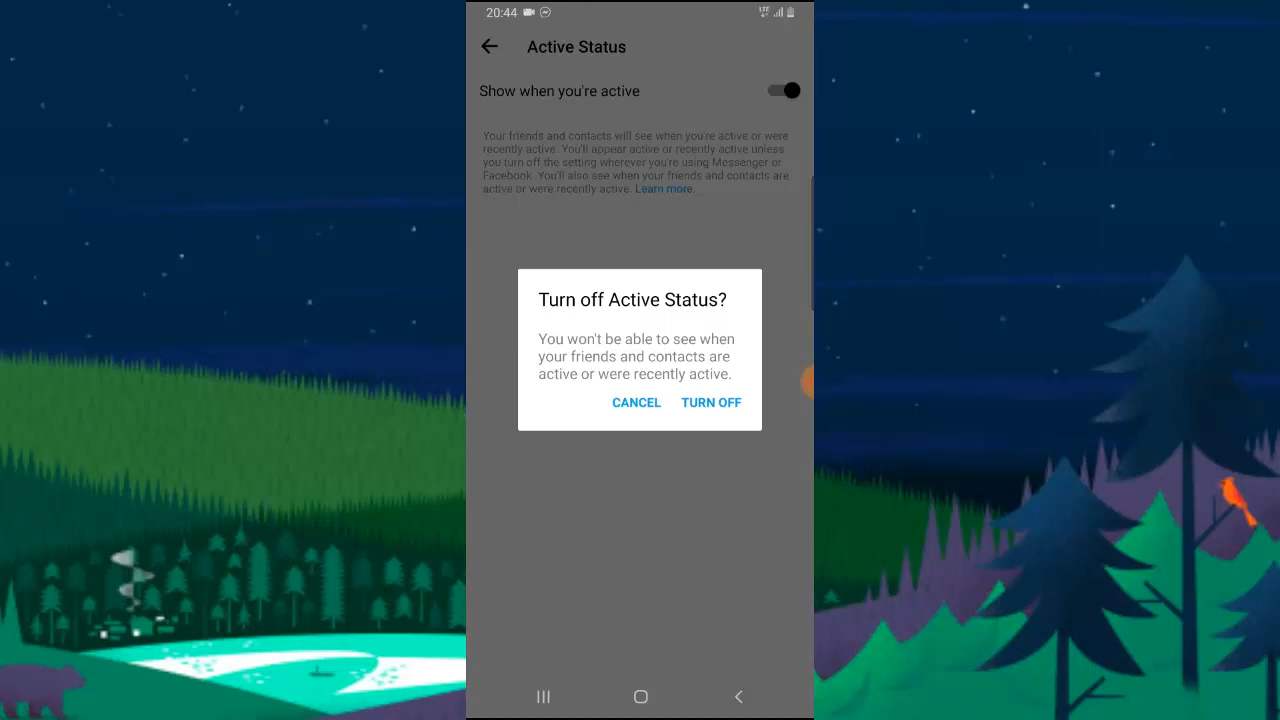 20:44
LTE
Active Status
Show when you're active
Your friends and contacts will see when you're active or were
recently active. You'll appear active or recently active unless
you turn off the setting wherever you're using Messenger or
Facebook. You'll also see when your friends and contacts are
active or were recently active. Learn more.
Turn off Active Status?
You won't be able to see when
your friends and contacts are
active or were recently active.
CANCEL TURN OFF